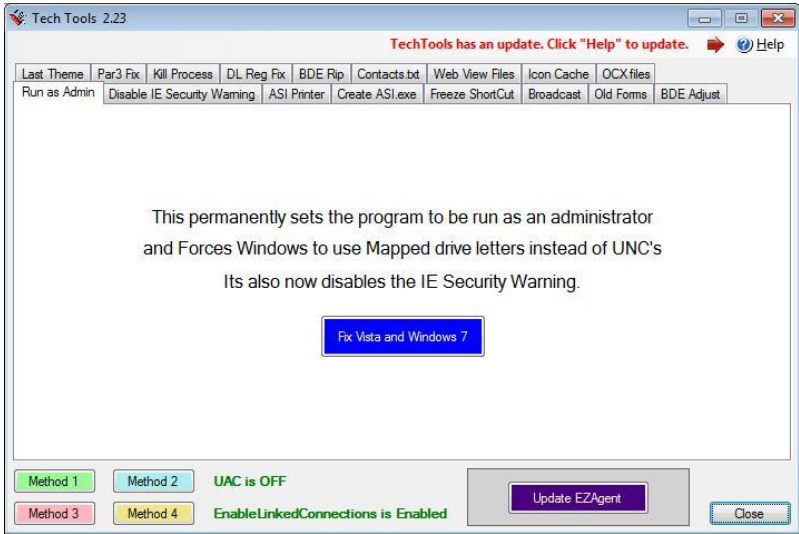 Tech Tools 2.23
TechTools has an update. Click "Help" to update. Help
Last Theme Par3 Fix Kill Process DL Reg Fix BDE Rip Contacts.txt Web View Files Icon Cache OCX files
Run as Admin Disable IE Security Warning ASI Printer Create ASI.exe Freeze ShortCut Broadcast Old Forms BDE Adjust
This permanently sets the program to be run as an administrator
and Forces Windows to use Mapped drive letters instead of UNC's
Its also now disables the IE Security Warning.
Fix Vista and Windows 7
Method 1 Method 2 UAC is OFF
Update EZAgent
Method 3 Method 4 EnableLinkedConnections is Enabled Close